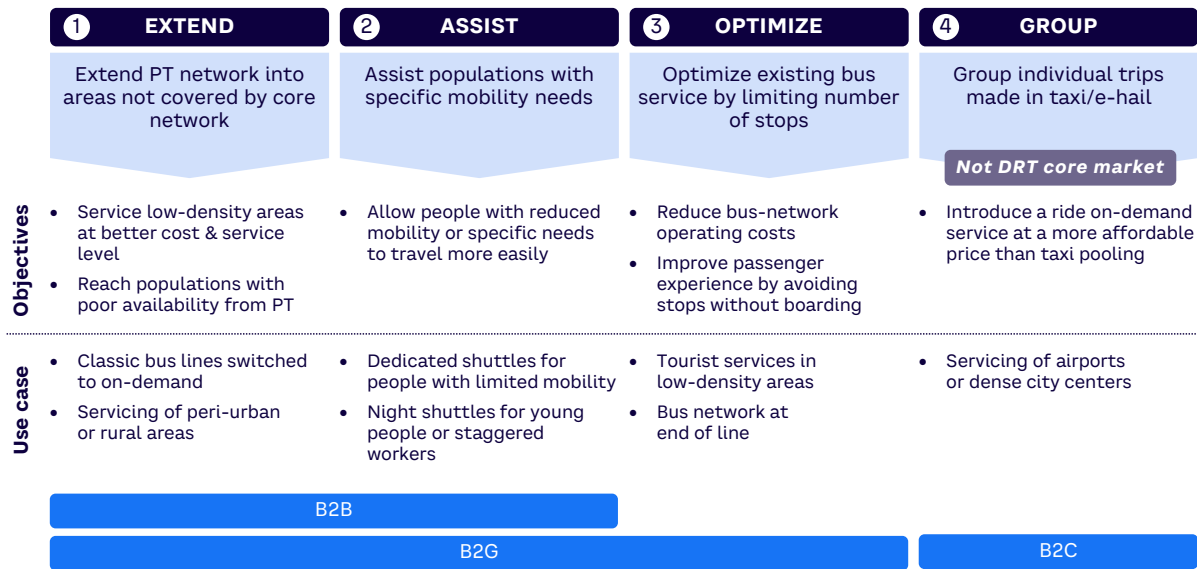 1 EXTEND
2 ASSIST
3 OPTIMIZE
4 GROUP
Extend PT network into
areas not covered by core
network
Assist populations with
specific mobility needs
Optimize existing bus
service by limiting number
of stops
Group individual trips
made in taxi/e-hail
Not DRT core market
Objectives
• Service low-density areas
at better cost & service
level
• Reach populations with
poor availability from PT
• Allow people with reduced
mobility or specific needs
to travel more easily
• Reduce bus-network
operating costs
• Improve passenger
experience by avoiding
stops without boarding
• Introduce a ride on-demand
service at a more affordable
price than taxi pooling
Use case
• Classic bus lines switched
to on-demand
• Servicing of peri-urban
or rural areas
• Dedicated shuttles for
people with limited mobility
• Night shuttles for young
people or staggered
workers
• Tourist services in
low-density areas
• Bus network at
end of line
• Servicing of airports
or dense city centers
B2B
B2G
B2C